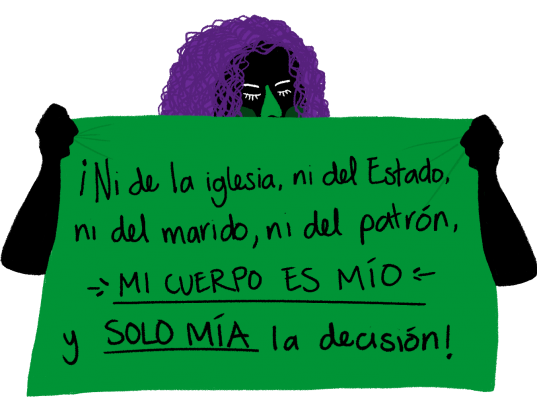 ¡Ni de la iglesia, ni del Estado,
ni del marido, ni del patrón,
MI CUERPO ES MÍO
y SOLO MÍA la decisión!